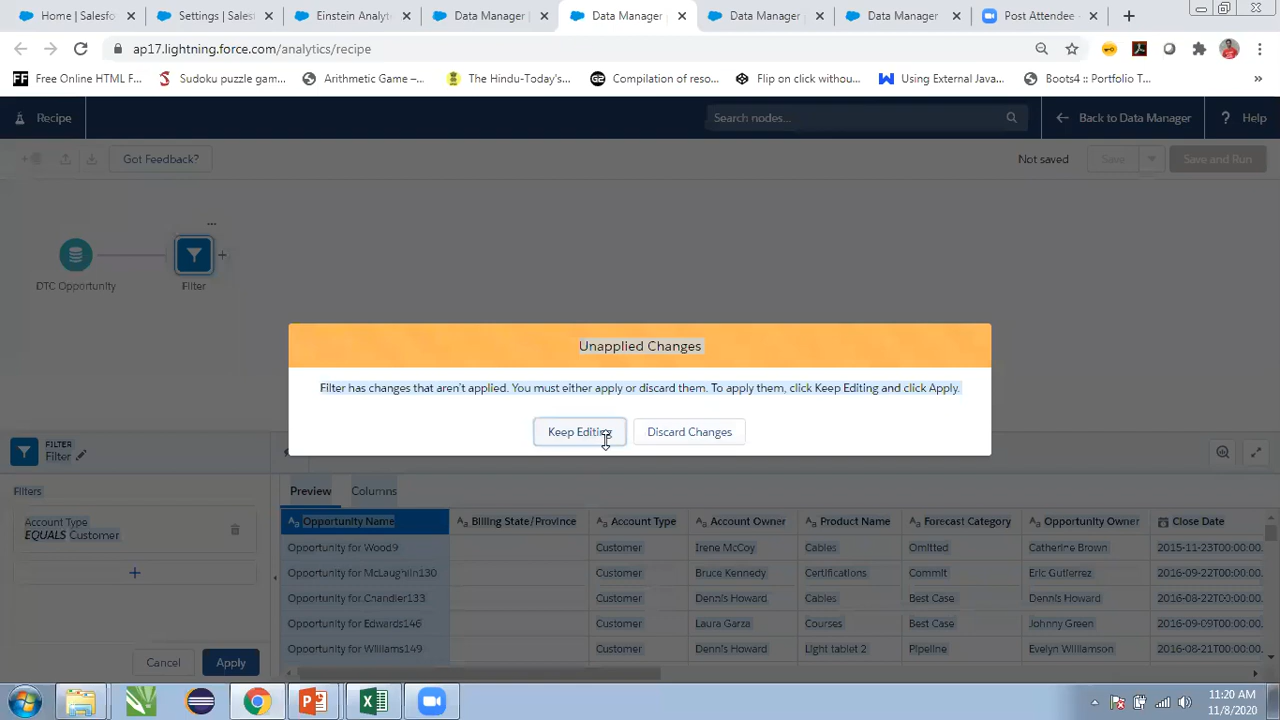 Home | Salesfo
Settings | Salesl
Einstein Analyt
Data Manager
Data Manager
Data Manager
Data Manager
Post Attendee
ap17.lightning.force.com/analytics/recipe
Free Online HTML F...
Sudoku puzzle gam...
Arithmetic Game –...
The Hindu-Today's...
Compilation of reso...
Flip on click withou...
Using External Java...
Boots4 :: Portfolio T...
Recipe
Search nodes...
Back to Data Manager
Help
Got Feedback?
Not saved
Save
Save and Run
DTC Opportunity
Filter
Unapplied Changes
Filter has changes that aren't applied. You must either apply or discard them. To apply them, click Keep Editing and click Apply.
Keep Editing
Discard Changes
FILTER
Filter
Filters
Account Type
EQUALS Customer
Cancel
Apply
Preview
Columns
Opportunity Name Billing State/Province Account Type Account Owner Product Name Forecast Category Opportunity Owner Close Date
Opportunity for Wood9 Customer Irene McCoy Cables Omitted Catherine Brown 2015-11-23T00:00:00.
Opportunity for McLaughlin130 Customer Bruce Kennedy Certifications Commit Eric Gutierrez 2016-09-22T00:00:00.
Opportunity for Chandler133 Customer Dennis Howard Cables Best Case Dennis Howard 2016-08-22T00:00:00.
Opportunity for Edwards146 Customer Laura Garza Courses Best Case Johnny Green 2016-09-09T00:00:00.
Opportunity for Williams149 Customer Dennis Howard Light tablet 2 Pipeline Evelyn Williamson 2016-08-21T00:00:00.
11:20 AM
11/8/2020